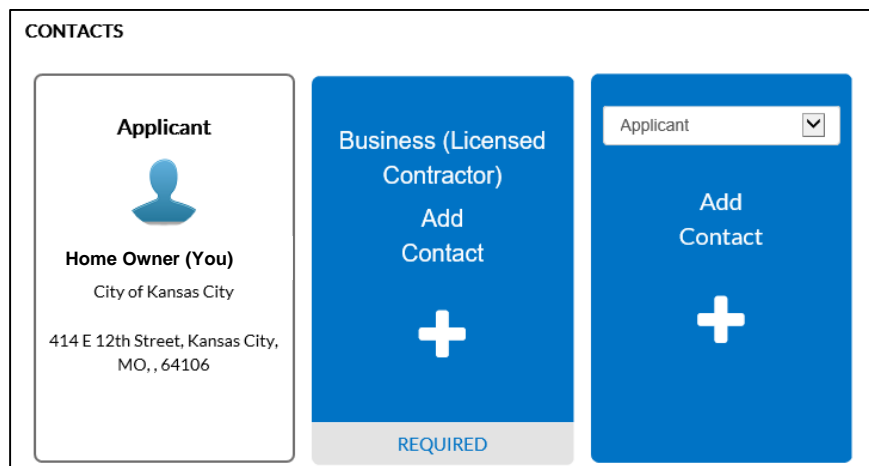 CONTACTS
Applicant
Home Owner (You)
City of Kansas City
414 E 12th Street, Kansas City,
MO, , 64106
Business (Licensed
Contractor)
Add
Contact
REQUIRED
Applicant
Add
Contact